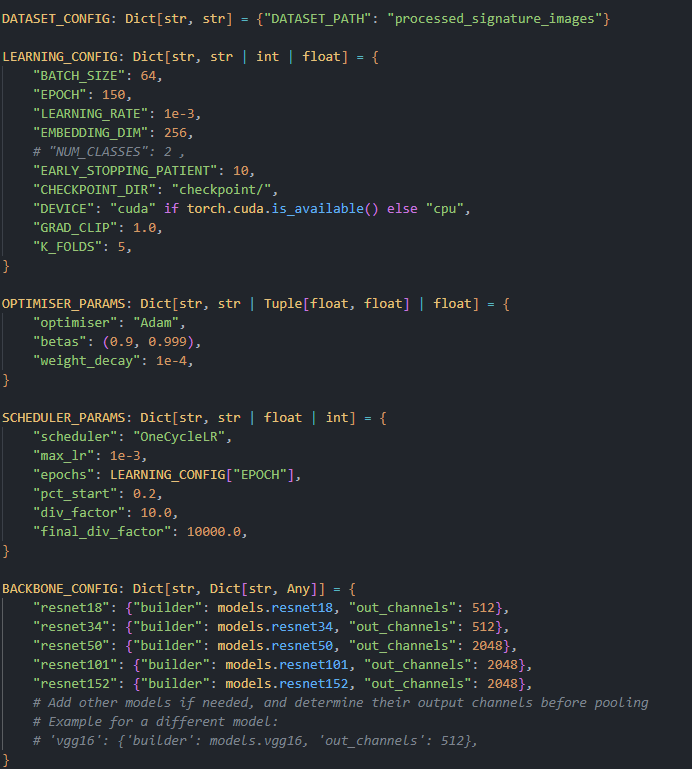 DATASET_CONFIG: Dict[str, str] = {"DATASET_PATH": "processed_signature_images"}
LEARNING_CONFIG: Dict[str, str | int | float] = {
    "BATCH_SIZE": 64,
    "EPOCH": 150,
    "LEARNING_RATE": 1e-3,
    "EMBEDDING_DIM": 256,
    # "NUM_CLASSES": 2 ,
    "EARLY_STOPPING_PATIENT": 10,
    "CHECKPOINT_DIR": "checkpoint/",
    "DEVICE": "cuda" if torch.cuda.is_available() else "cpu",
    "GRAD_CLIP": 1.0,
    "K_FOLDS": 5,
}
OPTIMISER_PARAMS: Dict[str, str | Tuple[float, float] | float] = {
    "optimiser": "Adam",
    "betas": (0.9, 0.999),
    "weight_decay": 1e-4,
}
SCHEDULER_PARAMS: Dict[str, str | float | int] = {
    "scheduler": "OneCycleLR",
    "max_lr": 1e-3,
    "epochs": LEARNING_CONFIG["EPOCH"],
    "pct_start": 0.2,
    "div_factor": 10.0,
    "final_div_factor": 10000.0,
}
BACKBONE_CONFIG: Dict[str, Dict[str, Any]] = {
    "resnet18": {"builder": models.resnet18, "out_channels": 512},
    "resnet34": {"builder": models.resnet34, "out_channels": 512},
    "resnet50": {"builder": models.resnet50, "out_channels": 2048},
    "resnet101": {"builder": models.resnet101, "out_channels": 2048},
    "resnet152": {"builder": models.resnet152, "out_channels": 2048},
    # Add other models if needed, and determine their output channels before pooling
    # Example for a different model:
    # 'vgg16': {'builder': models.vgg16, 'out_channels': 512},
}